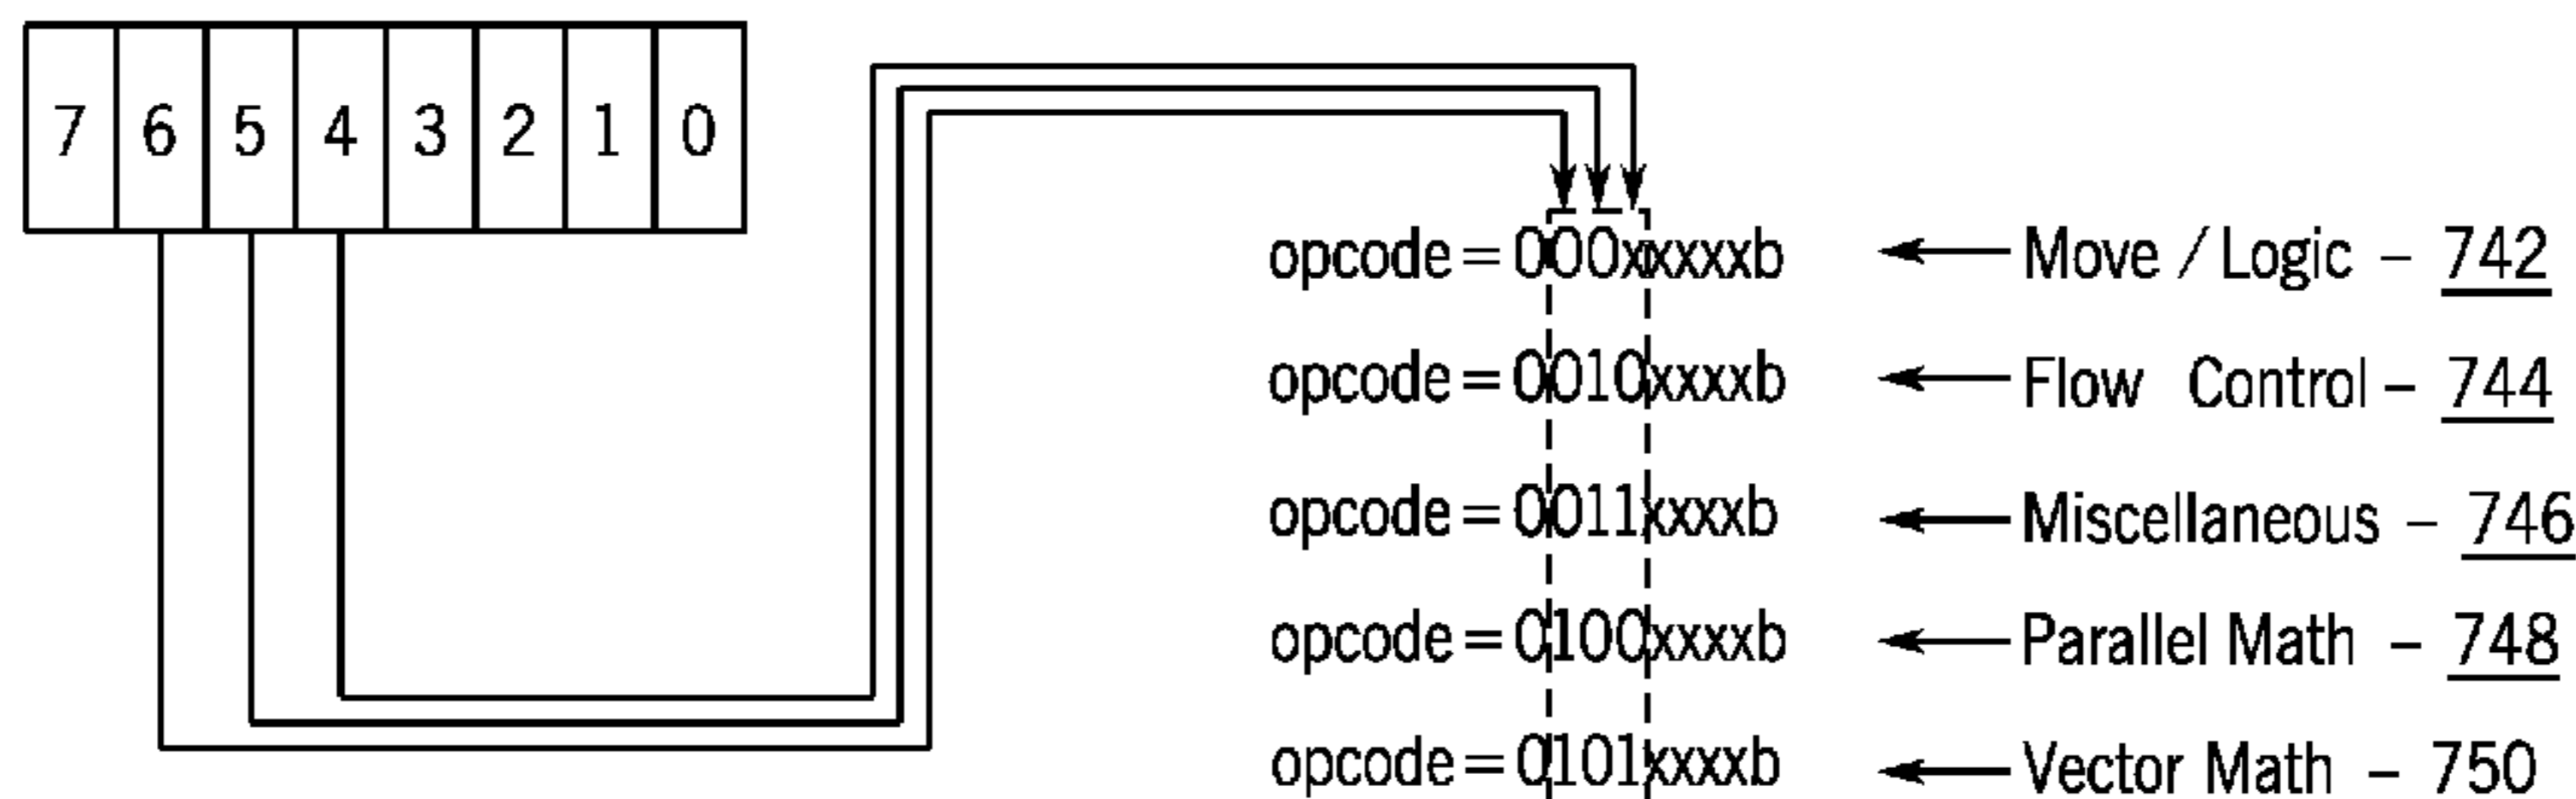 7 6 5 4 3 2 1 0
opcode = 000xxxxxb ← Move / Logic – 742
opcode = 0010xxxxb ← Flow Control – 744
opcode = 0011xxxxb ← Miscellaneous – 746
opcode = 0100xxxxb ← Parallel Math – 748
opcode = 0101xxxxb ← Vector Math – 750